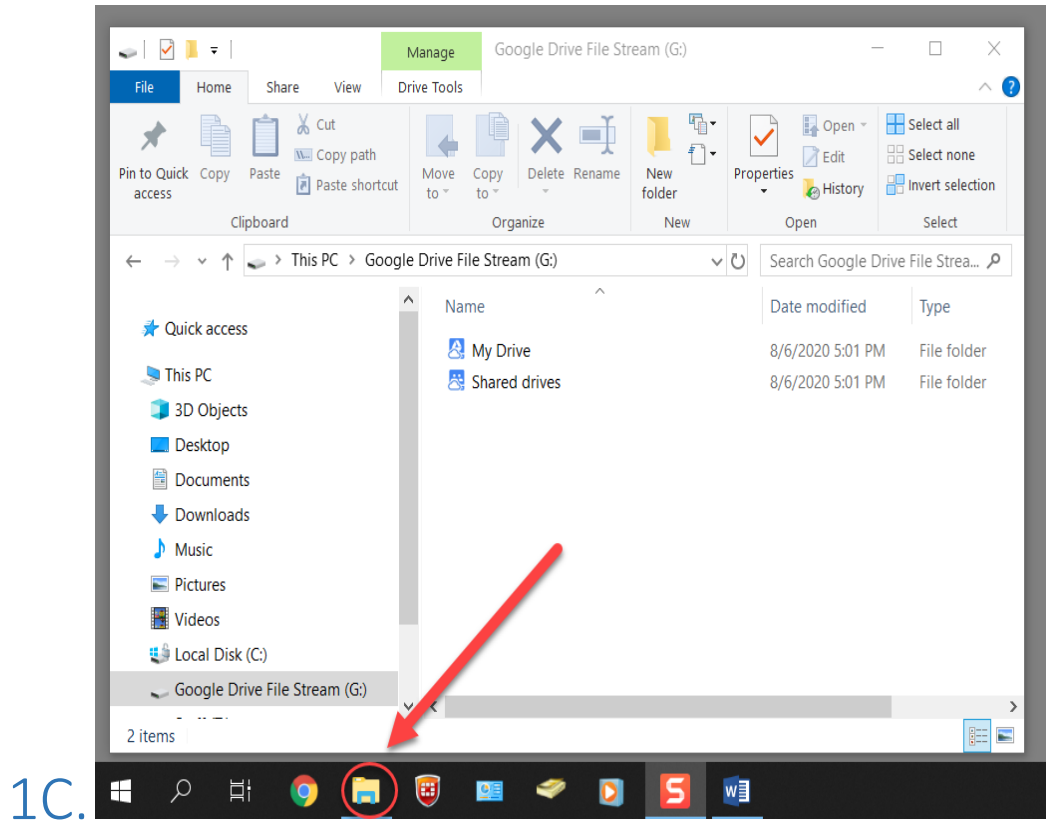 Manage
Google Drive File Stream (G:)
File Home Share View Drive Tools
Pin to Quick access
Copy
Paste
Cut
Copy path
Paste shortcut
Move to
Copy to
Delete
Rename
New folder
Properties
Open
Edit
History
Select all
Select none
Invert selection
Clipboard Organize New Open Select
This PC > Google Drive File Stream (G:)
Search Google Drive File Strea...
Name Date modified Type
My Drive 8/6/2020 5:01 PM File folder
Shared drives 8/6/2020 5:01 PM File folder
Quick access
This PC
3D Objects
Desktop
Documents
Downloads
Music
Pictures
Videos
Local Disk (C:)
Google Drive File Stream (G:)
2 items
1C.